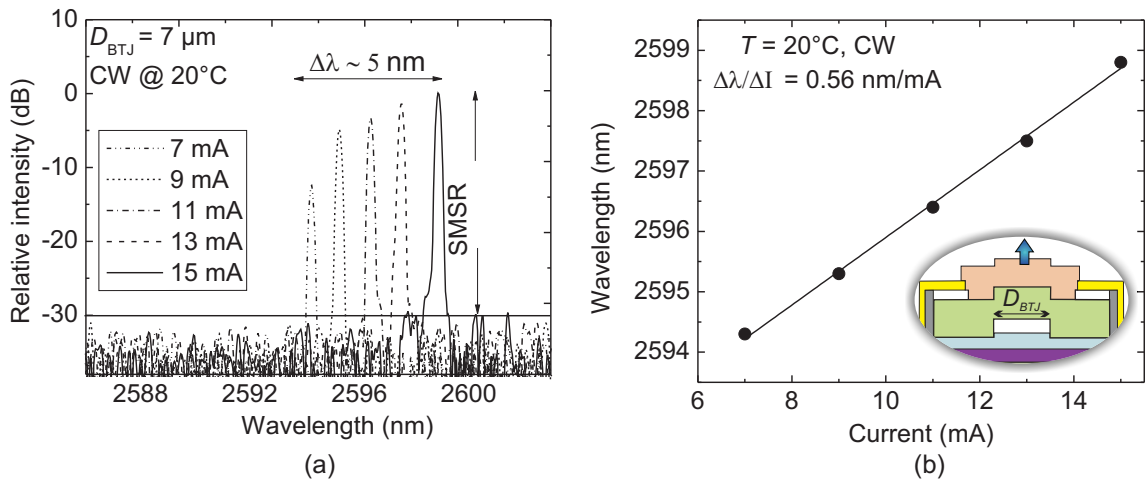 10
0
-10
-20
-30
Relative intensity (dB)
D_BTJ = 7 µm
CW @ 20°C
Δλ ~ 5 nm
7 mA
9 mA
11 mA
13 mA
15 mA
SMSR
2588 2592 2596 2600
Wavelength (nm)
(a)
2599
2598
2597
2596
2595
2594
Wavelength (nm)
T = 20°C, CW
Δλ/ΔI = 0.56 nm/mA
D_BTJ
6 8 10 12 14
Current (mA)
(b)